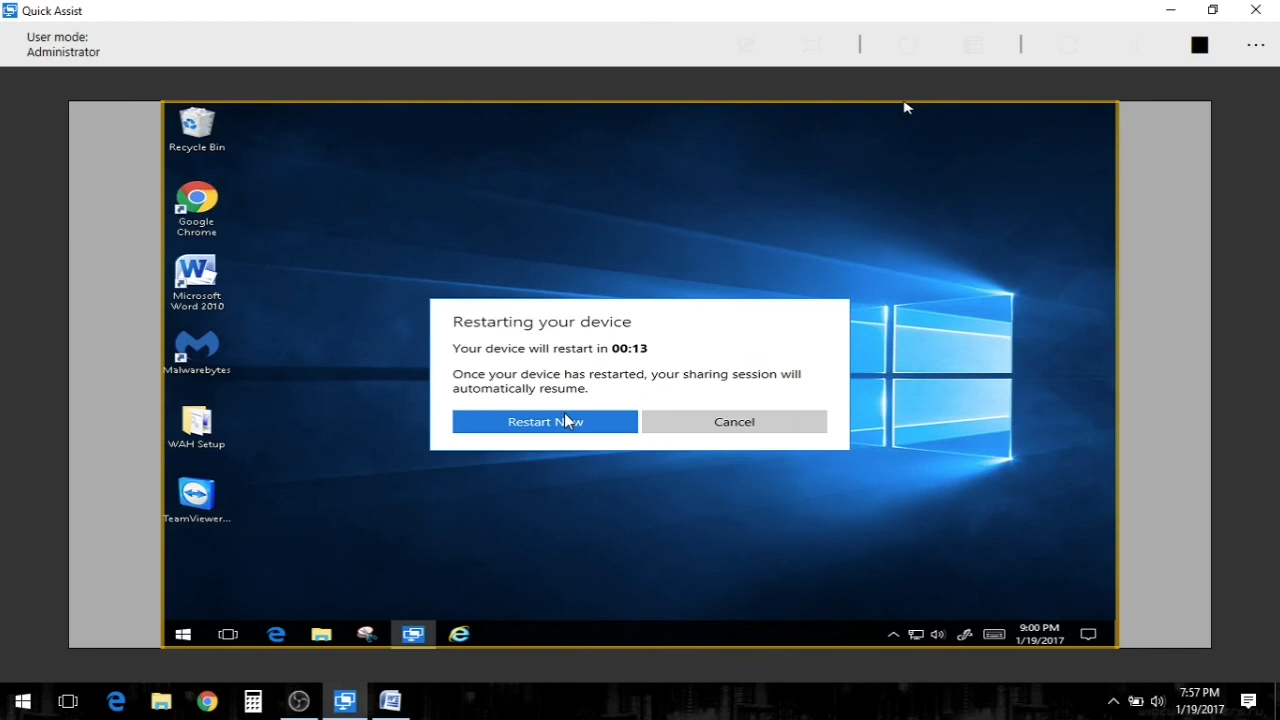 Quick Assist
User mode:
Administrator
Recycle Bin
Google
Chrome
Microsoft
Word 2010
Malwarebytes
WAH Setup
TeamViewer...
Restarting your device
Your device will restart in 00:13
Once your device has restarted, your sharing session will
automatically resume.
Restart Now
Cancel
9:00 PM
1/19/2017
7:57 PM
1/19/2017